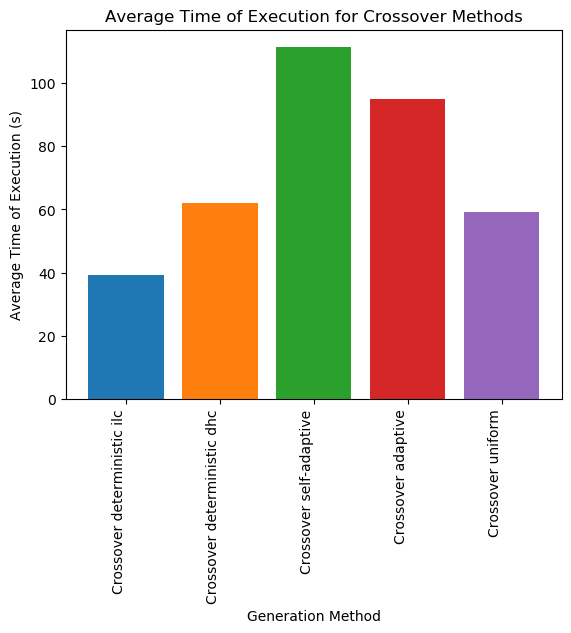 Average Time of Execution for Crossover Methods
Average Time of Execution (s)
100
80
60
40
20
0
Crossover deterministic ilc
Crossover deterministic dhc
Crossover self-adaptive
Crossover adaptive
Crossover uniform
Generation Method